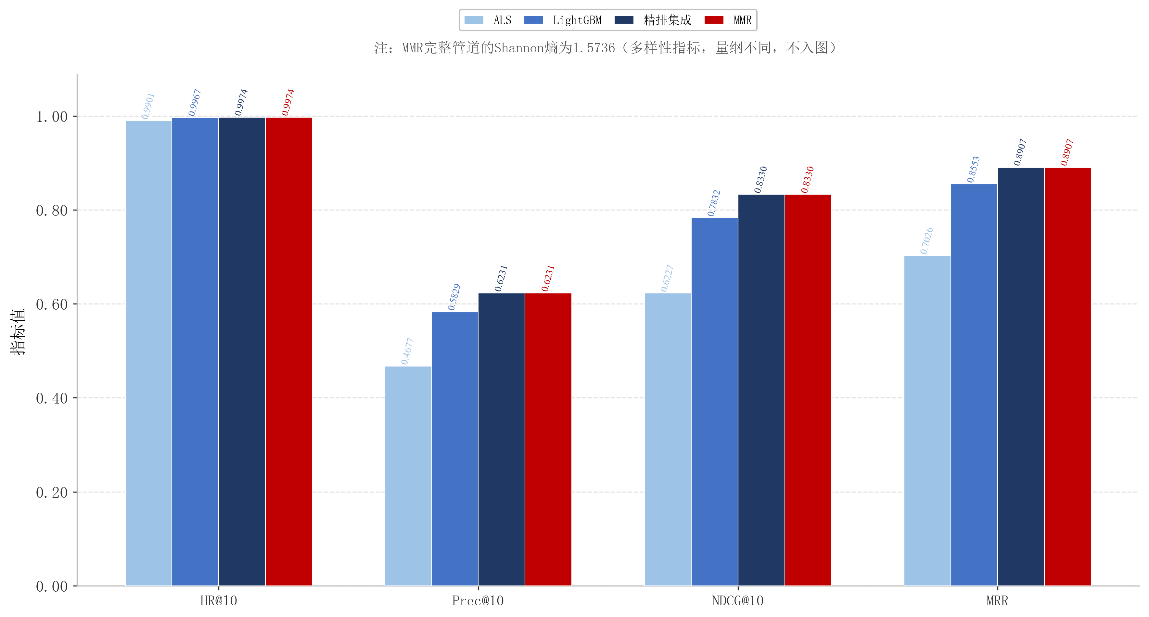 ALS LightGBM 精排集成 MMR
注：MMR完整管道的Shannon熵为1.5736（多样性指标，量纲不同，不入图）
指标值
1.00
0.80
0.60
0.40
0.20
0.00
0.9901 0.9967 0.9974 0.9974
0.4677 0.5829 0.6231 0.6231
0.6227 0.7832 0.8330 0.8330
0.7026 0.8553 0.8907 0.8907
HR@10 Prec@10 NDCG@10 MRR